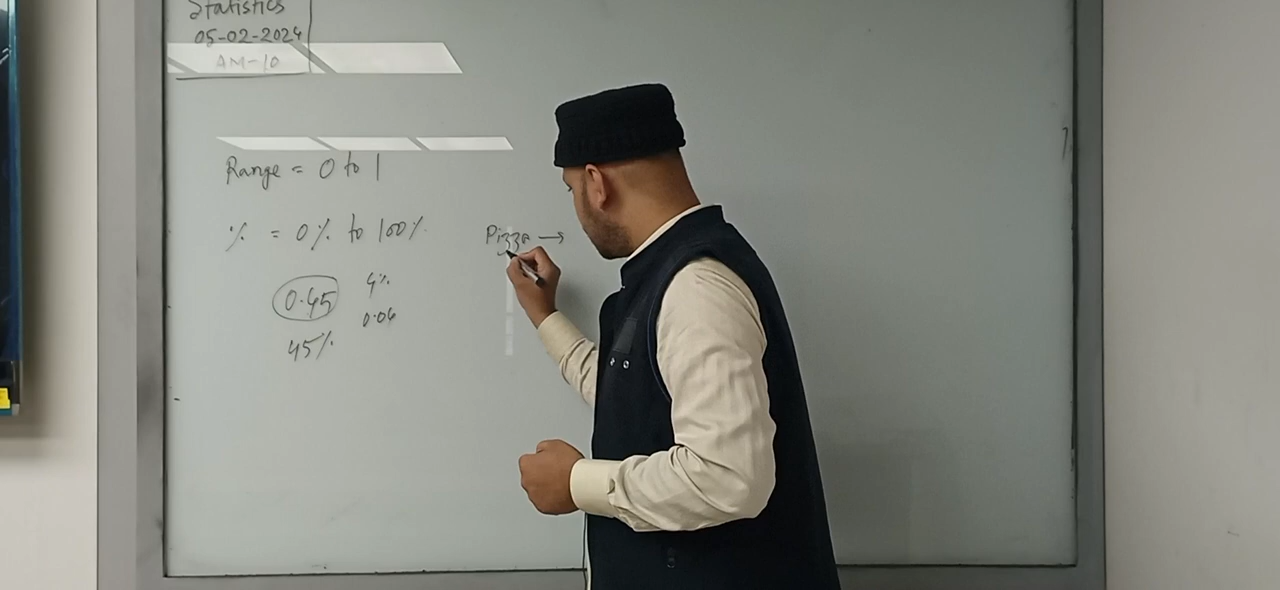 Statistics
05-02-2024
AM-10
Range = 0 to 1
% = 0% to 100%.
0.45
45%
4%
0.04
Pizza →